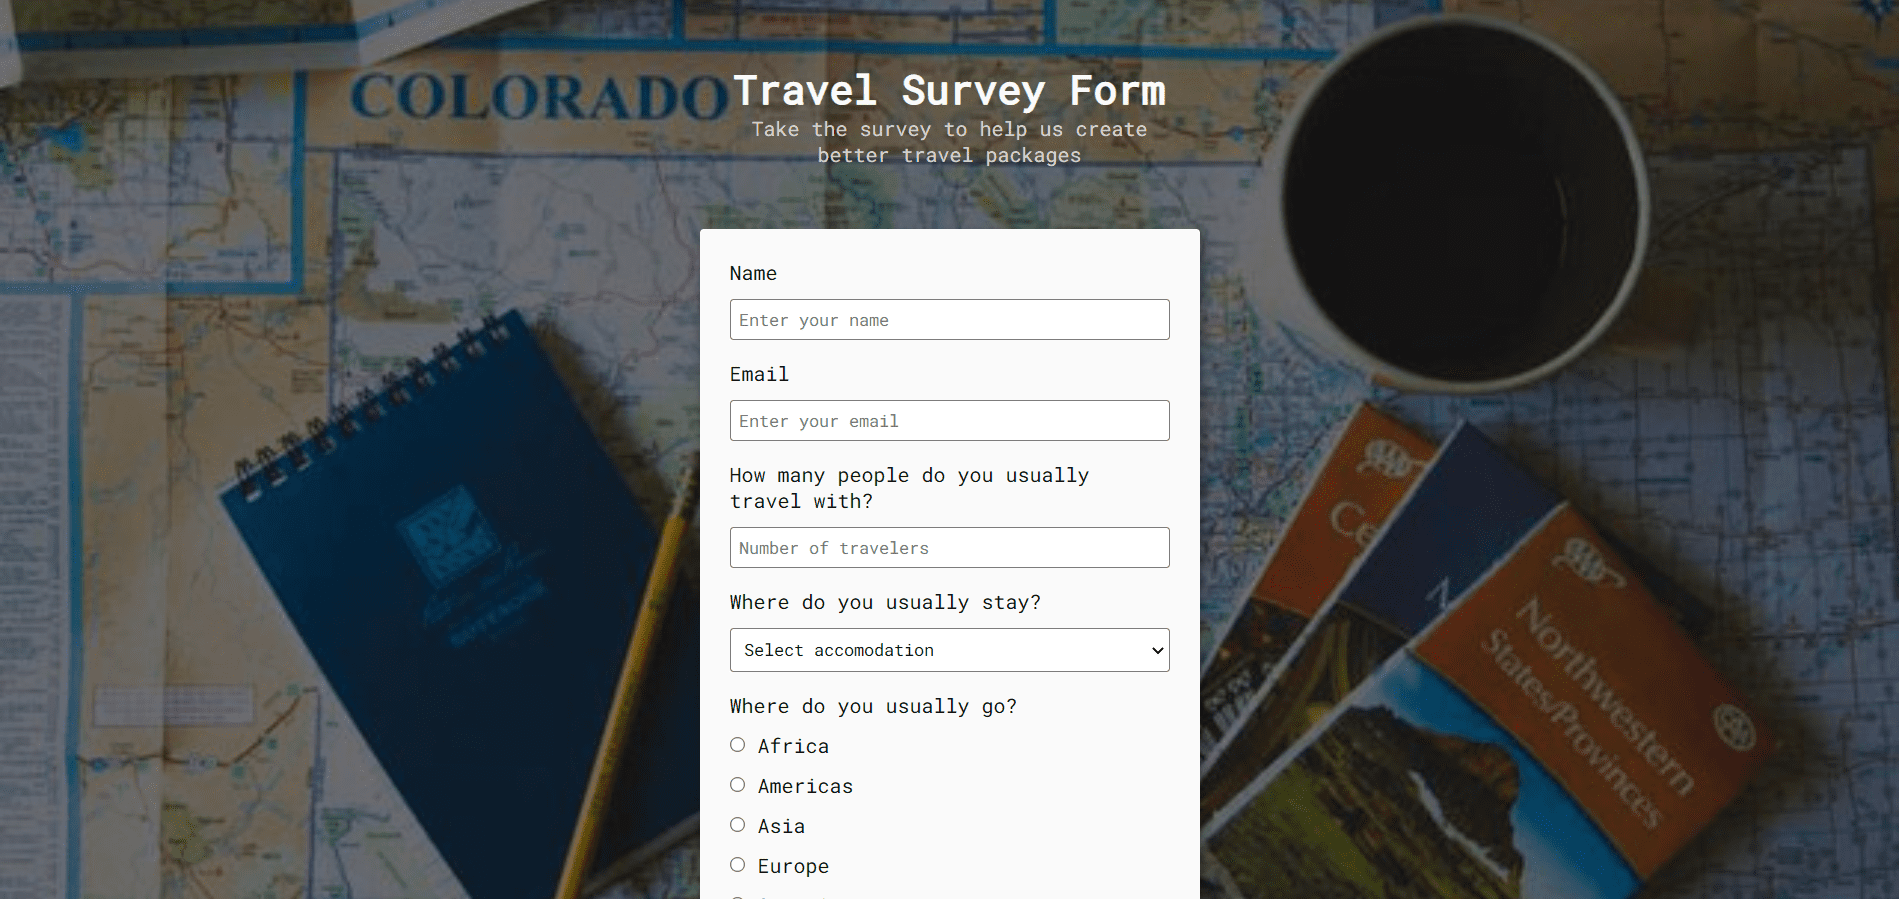 COLORADO
Travel Survey Form
Take the survey to help us create
better travel packages
Name
Enter your name
Email
Enter your email
How many people do you usually
travel with?
Number of travelers
Where do you usually stay?
Select accomodation
Where do you usually go?
Africa
Americas
Asia
Europe
Northwestern
States/Provinces